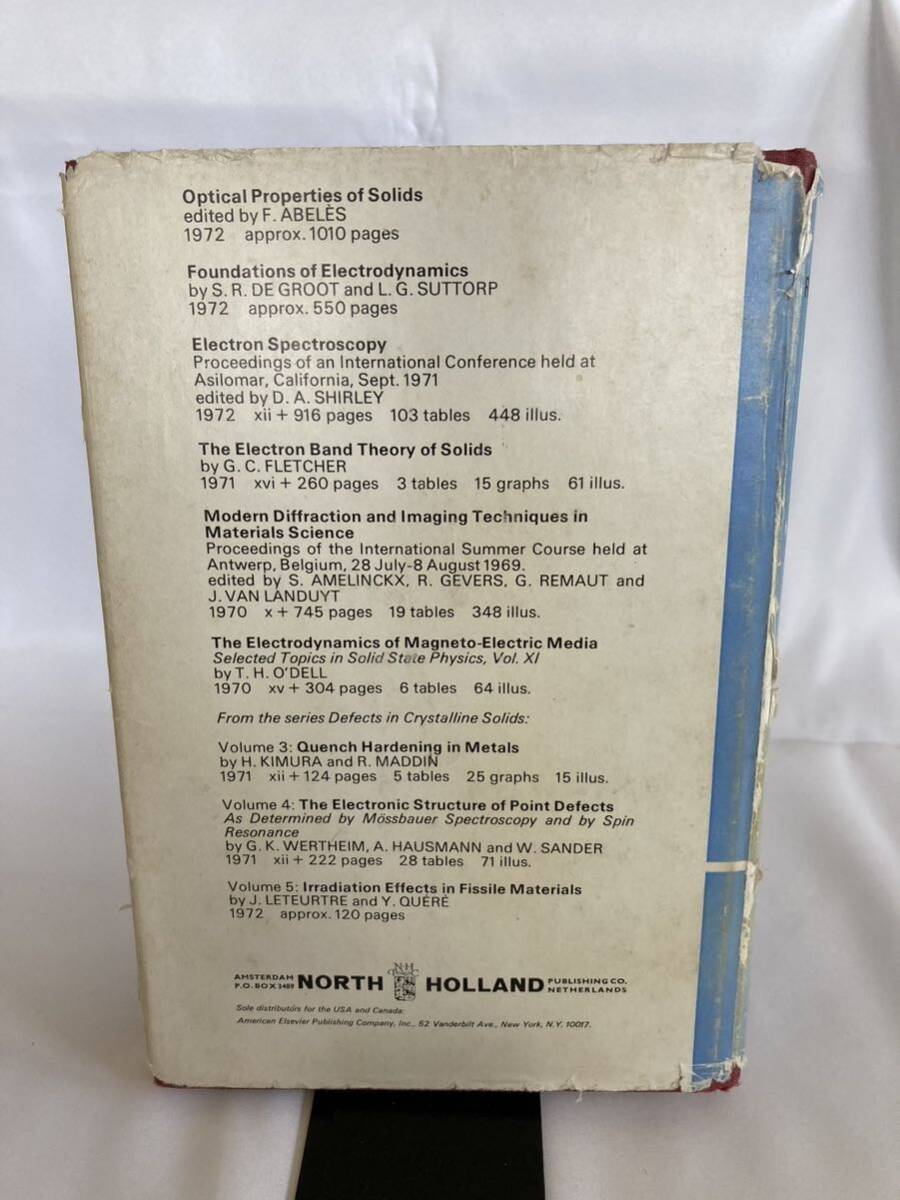 Optical Properties of Solids
edited by F. ABELÈS
1972 approx. 1010 pages
Foundations of Electrodynamics
by S. R. DE GROOT and L. G. SUTTORP
1972 approx. 550 pages
Electron Spectroscopy
Proceedings of an International Conference held at
Asilomar, California, Sept. 1971
edited by D. A. SHIRLEY
1972 xii + 916 pages 103 tables 448 illus.
The Electron Band Theory of Solids
by G. C. FLETCHER
1971 xvi + 260 pages 3 tables 15 graphs 61 illus.
Modern Diffraction and Imaging Techniques in
Materials Science
Proceedings of the International Summer Course held at
Antwerp, Belgium, 28 July-8 August 1969.
edited by S. AMELINCKX, R. GEVERS, G. REMAUT and
J. VAN LANDUYT
1970 x + 745 pages 19 tables 348 illus.
The Electrodynamics of Magneto-Electric Media
Selected Topics in Solid State Physics, Vol. XI
by T. H. O'DELL
1970 xv + 304 pages 6 tables 64 illus.
From the series Defects in Crystalline Solids:
Volume 3: Quench Hardening in Metals
by H. KIMURA and R. MADDIN
1971 xii + 124 pages 5 tables 25 graphs 15 illus.
Volume 4: The Electronic Structure of Point Defects
As Determined by Mössbauer Spectroscopy and by Spin
Resonance
by G. K. WERTHEIM, A. HAUSMANN and W. SANDER
1971 xii + 222 pages 28 tables 71 illus.
Volume 5: Irradiation Effects in Fissile Materials
by J. LETEURTRE and Y. QUÉRÉ
1972 approx. 120 pages
AMSTERDAM
P.O. BOX 3489
NORTH HOLLAND
PUBLISHING CO.
NETHERLANDS
Sole distributors for the USA and Canada:
American Elsevier Publishing Company, Inc., 52 Vanderbilt Ave., New York, N.Y. 10017.